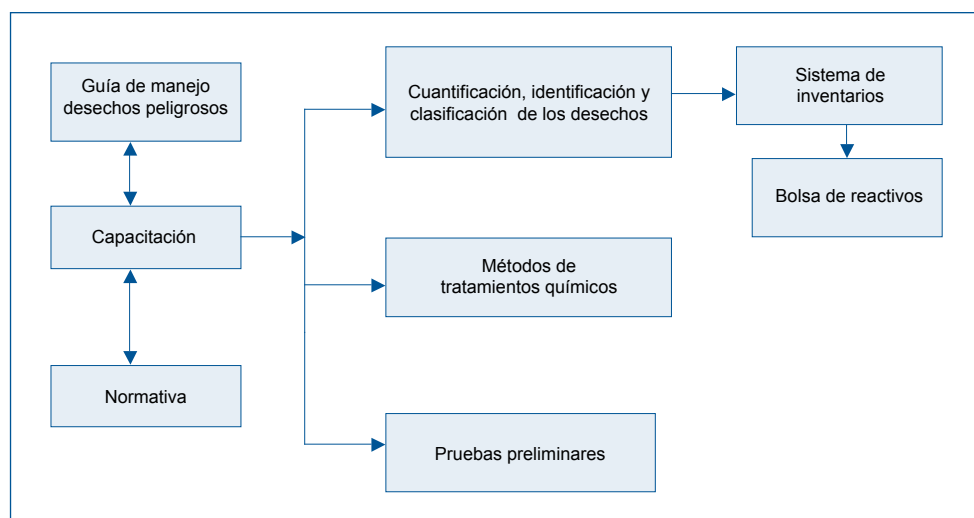 Guía de manejo
desechos peligrosos
Capacitación
Normativa
Cuantificación, identificación y
clasificación de los desechos
Métodos de
tratamientos químicos
Pruebas preliminares
Sistema de
inventarios
Bolsa de reactivos